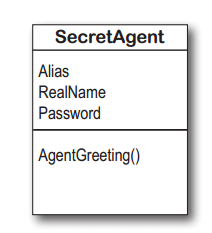 SecretAgent
Alias
RealName
Password
AgentGreeting()